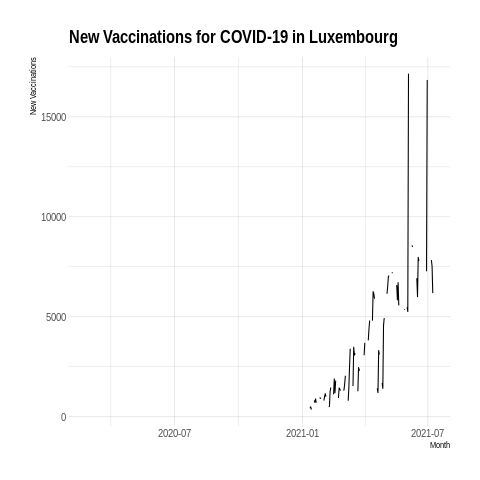 New Vaccinations for COVID-19 in Luxembourg
New Vaccinations
15000
10000
5000
0
2020-07
2021-01
2021-07
Month